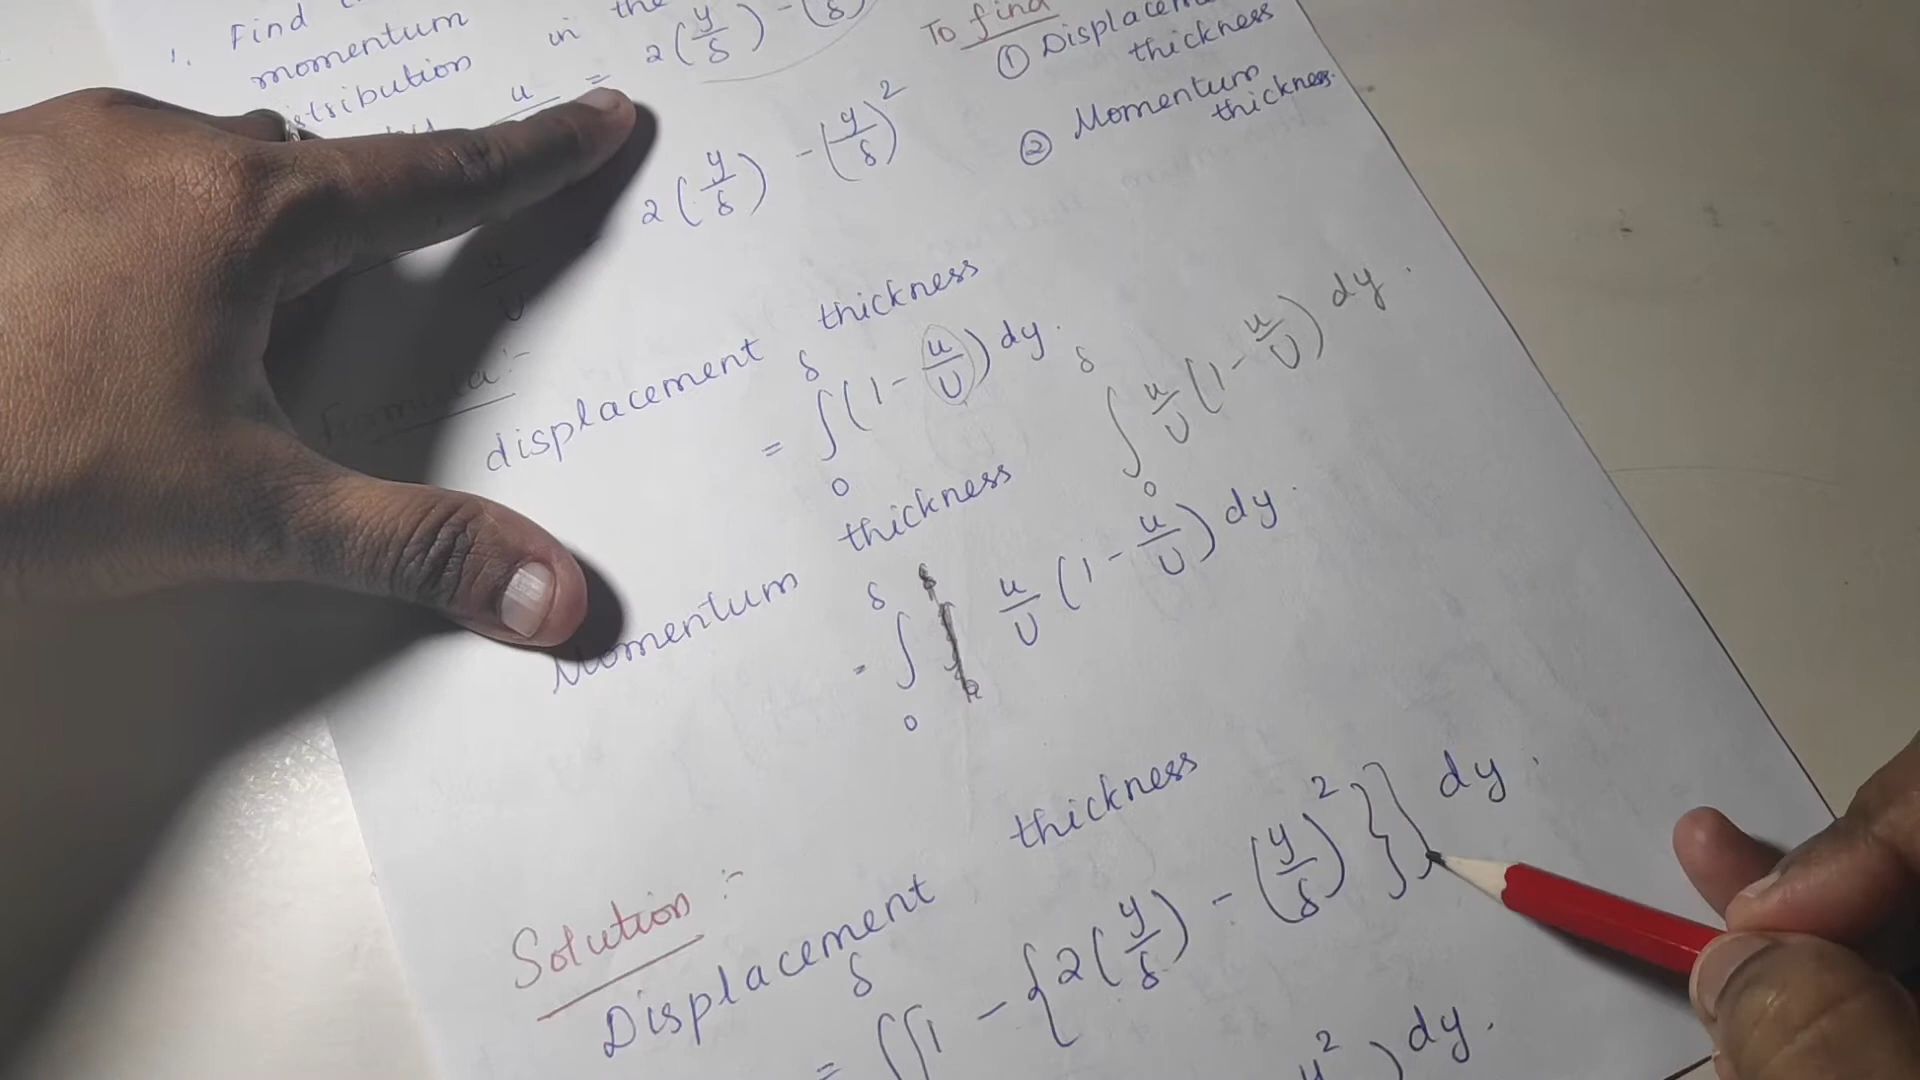 1. Find
momentum in the
distribution
u/U = 2(y/δ) - (y/δ)
To find
① Displacement thickness
② Momentum thickness.
u/U 2(y/δ) - (y/δ)²
Formula :-
displacement thickness
= ∫₀^δ (1 - u/U) dy.
∫₀^δ u/U (1 - u/U) dy.
Momentum thickness
= ∫₀^δ u/U (1 - u/U) dy.
Solution :-
Displacement thickness
= ∫^δ [1 - {2(y/δ) - (y/δ)²}] dy.
y² ) dy.